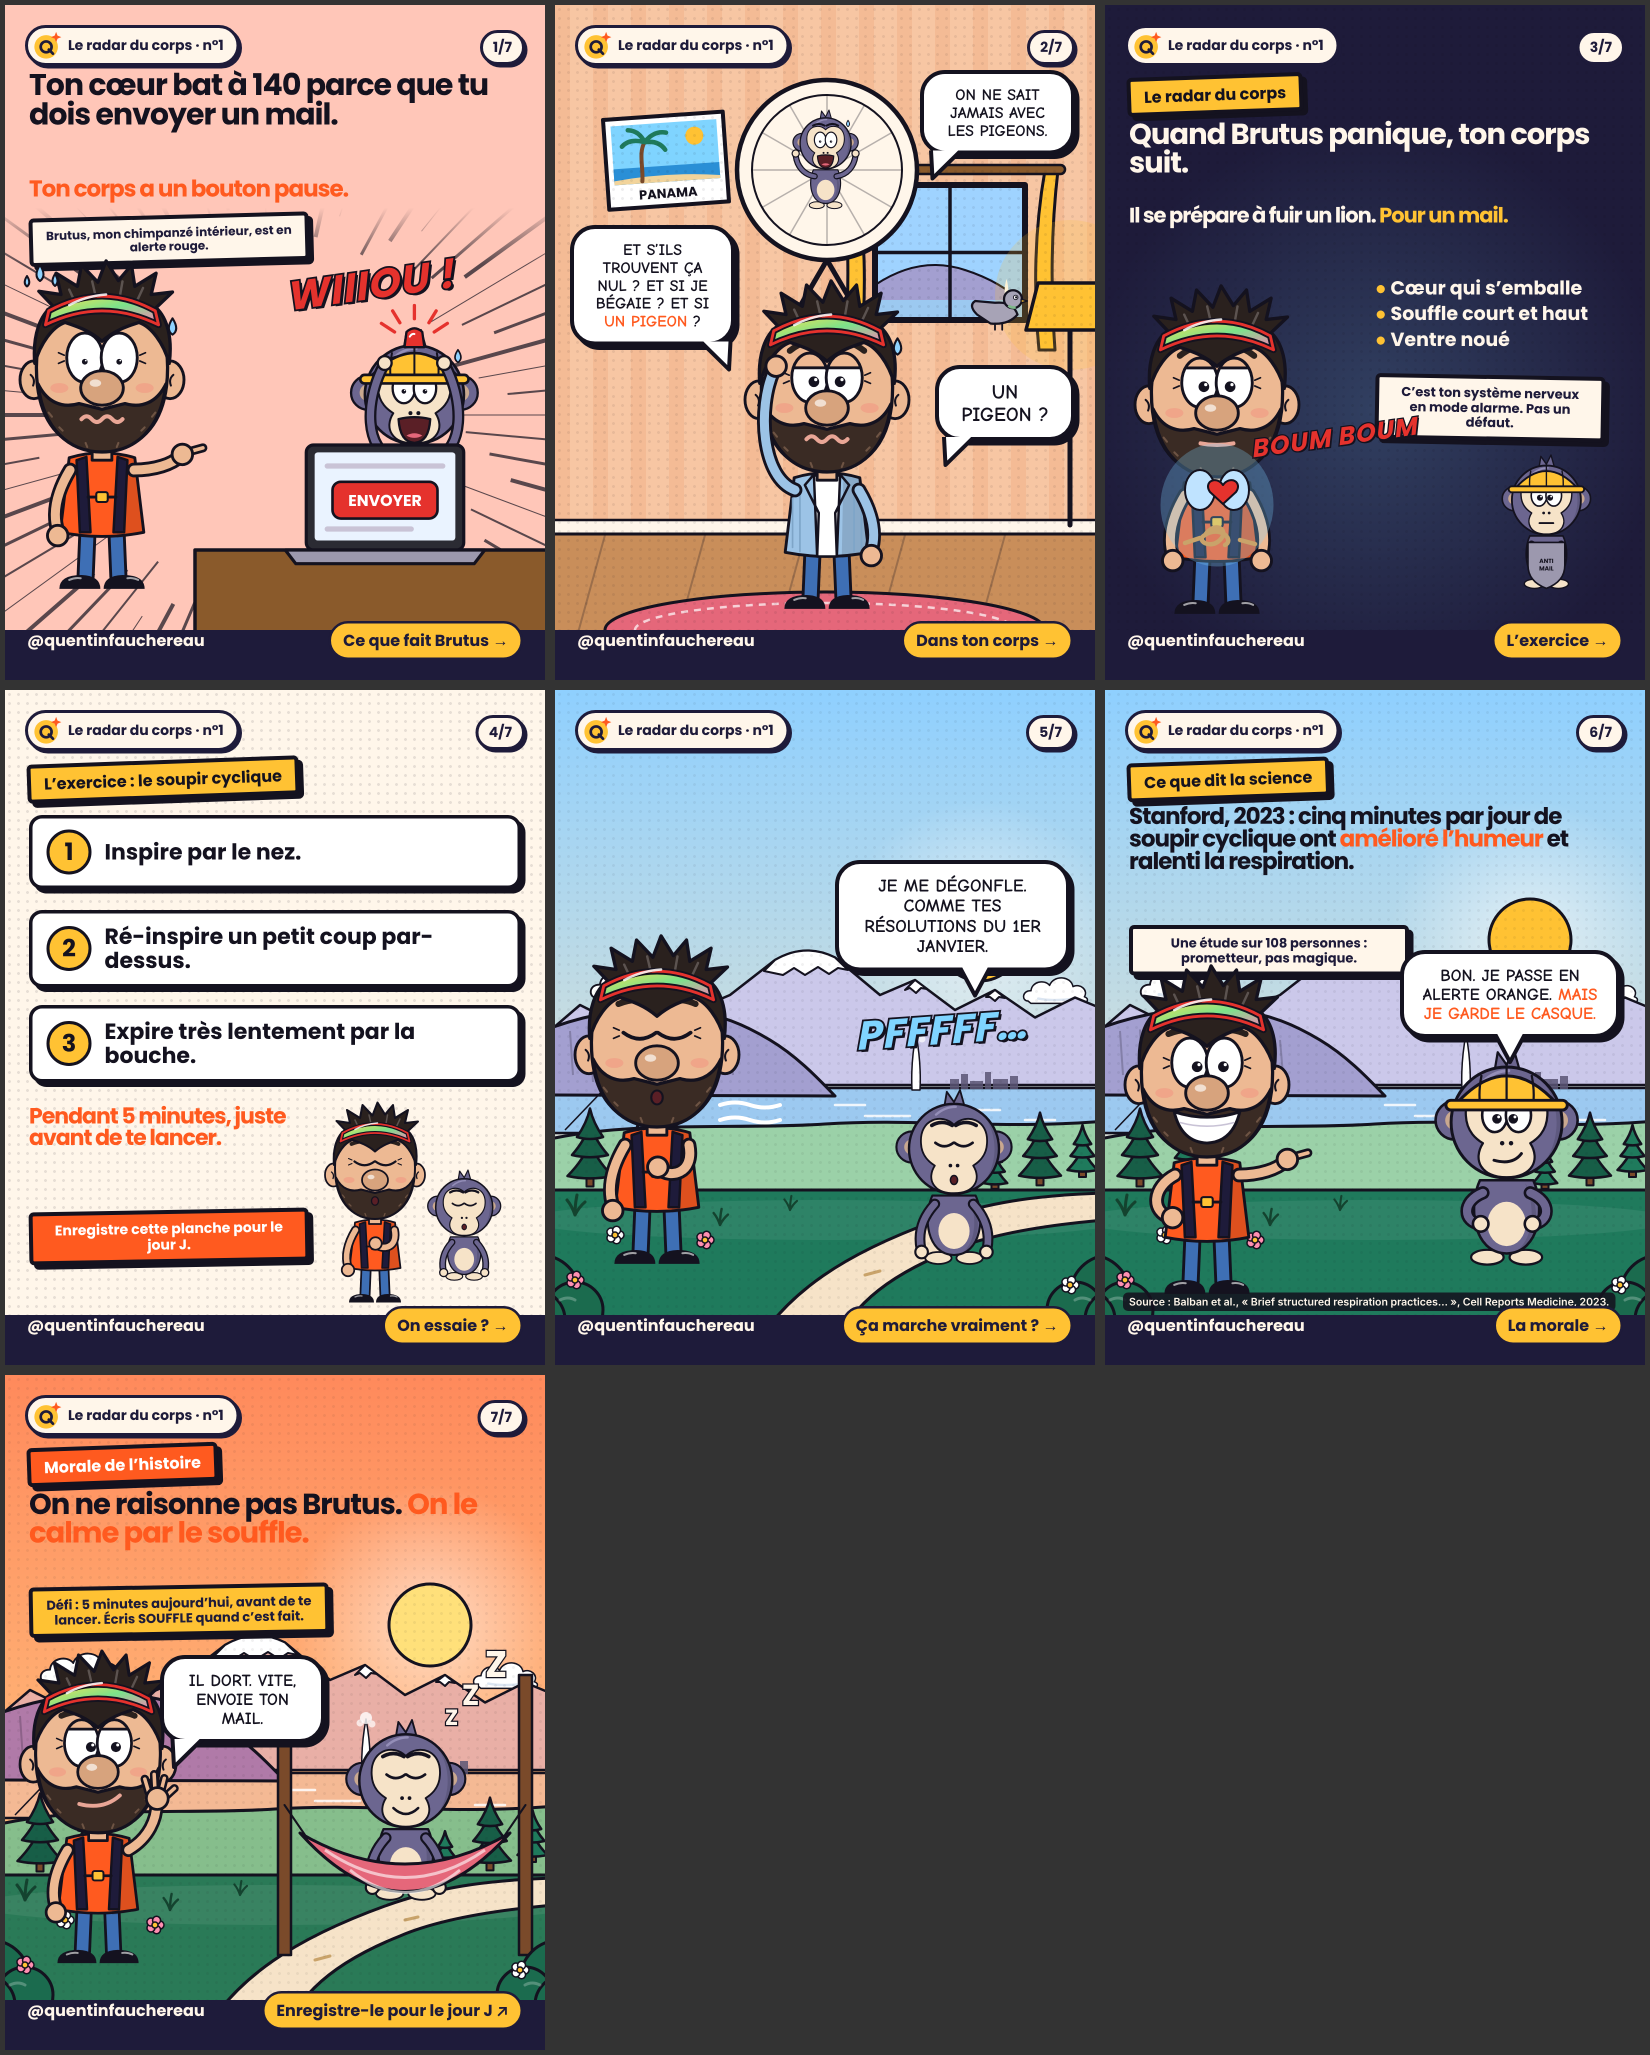 Le radar du corps · n°1
1/7
Ton cœur bat à 140 parce que tu
dois envoyer un mail.
Ton corps a un bouton pause.
Brutus, mon chimpanzé intérieur, est en
alerte rouge.
WIIIOU !
ENVOYER
@quentinfauchereau
Ce que fait Brutus →
Le radar du corps · n°1
2/7
ON NE SAIT
JAMAIS AVEC
LES PIGEONS.
PANAMA
ET S'ILS
TROUVENT ÇA
NUL ? ET SI JE
BÉGAIE ? ET SI
UN PIGEON ?
UN
PIGEON ?
@quentinfauchereau
Dans ton corps →
Le radar du corps · n°1
3/7
Le radar du corps
Quand Brutus panique, ton corps
suit.
Il se prépare à fuir un lion. Pour un mail.
• Cœur qui s’emballe
• Souffle court et haut
• Ventre noué
C’est ton système nerveux
en mode alarme. Pas un
défaut.
BOUM BOUM
ANTI
MAIL
@quentinfauchereau
L’exercice →
Le radar du corps · n°1
4/7
L’exercice : le soupir cyclique
1 Inspire par le nez.
2 Ré-inspire un petit coup par-
dessus.
3 Expire très lentement par la
bouche.
Pendant 5 minutes, juste
avant de te lancer.
Enregistre cette planche pour le
jour J.
@quentinfauchereau
On essaie ? →
Le radar du corps · n°1
5/7
JE ME DÉGONFLE.
COMME TES
RÉSOLUTIONS DU 1ER
JANVIER.
PFFFFF...
@quentinfauchereau
Ça marche vraiment ? →
Le radar du corps · n°1
6/7
Ce que dit la science
Stanford, 2023 : cinq minutes par jour de
soupir cyclique ont amélioré l’humeur et
ralenti la respiration.
Une étude sur 108 personnes :
prometteur, pas magique.
BON. JE PASSE EN
ALERTE ORANGE. MAIS
JE GARDE LE CASQUE.
Source : Balban et al., « Brief structured respiration practices... », Cell Reports Medicine, 2023.
@quentinfauchereau
La morale →
Le radar du corps · n°1
7/7
Morale de l’histoire
On ne raisonne pas Brutus. On le
calme par le souffle.
Défi : 5 minutes aujourd’hui, avant de te
lancer. Écris SOUFFLE quand c’est fait.
IL DORT. VITE,
ENVOIE TON
MAIL.
Z
Z
Z
@quentinfauchereau
Enregistre-le pour le jour J ↗